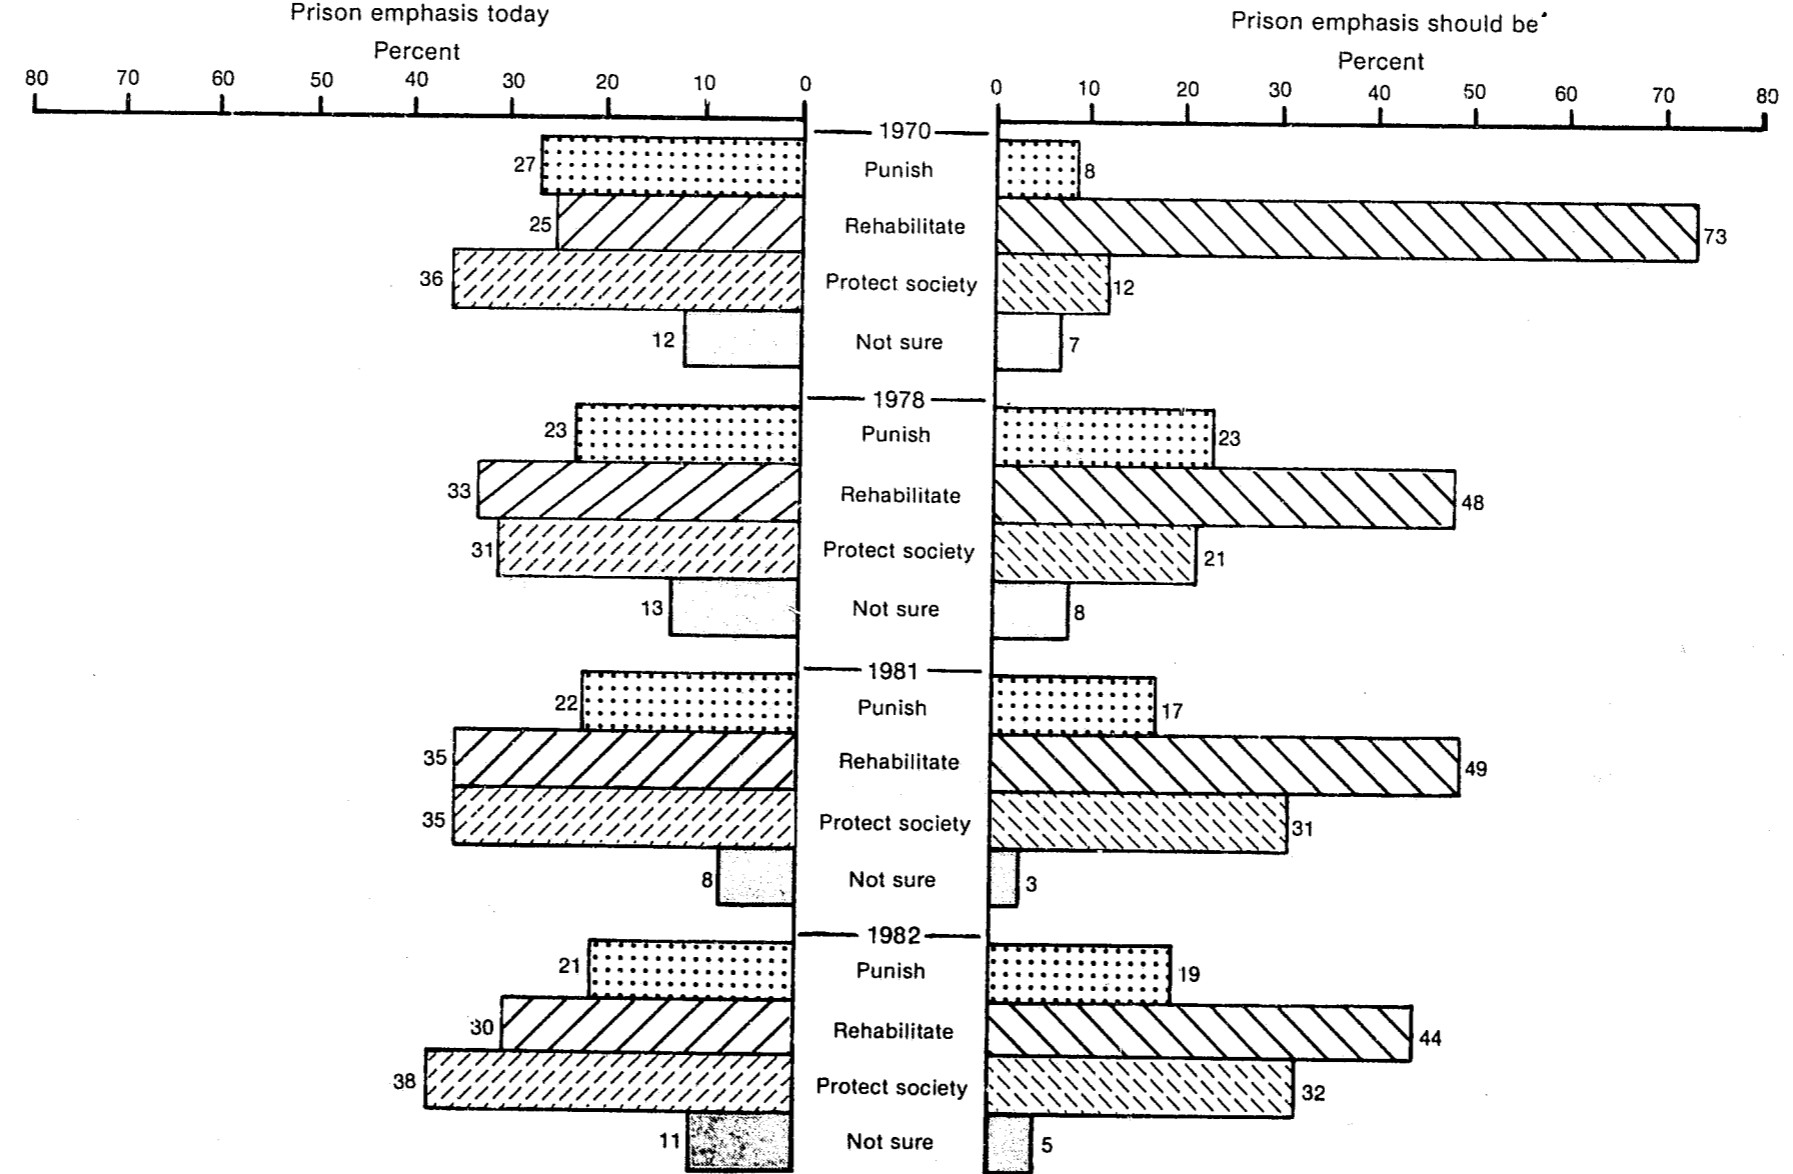 Prison emphasis today
Prison emphasis should be*
Percent
Percent
80 70 60 50 40 30 20 10 0
0 10 20 30 40 50 60 70 80
1970
27 Punish 8
25 Rehabilitate 73
36 Protect society 12
12 Not sure 7
1978
23 Punish 23
33 Rehabilitate 48
31 Protect society 21
13 Not sure 8
1981
22 Punish 17
35 Rehabilitate 49
35 Protect society 31
8 Not sure 3
1982
21 Punish 19
30 Rehabilitate 44
38 Protect society 32
11 Not sure 5